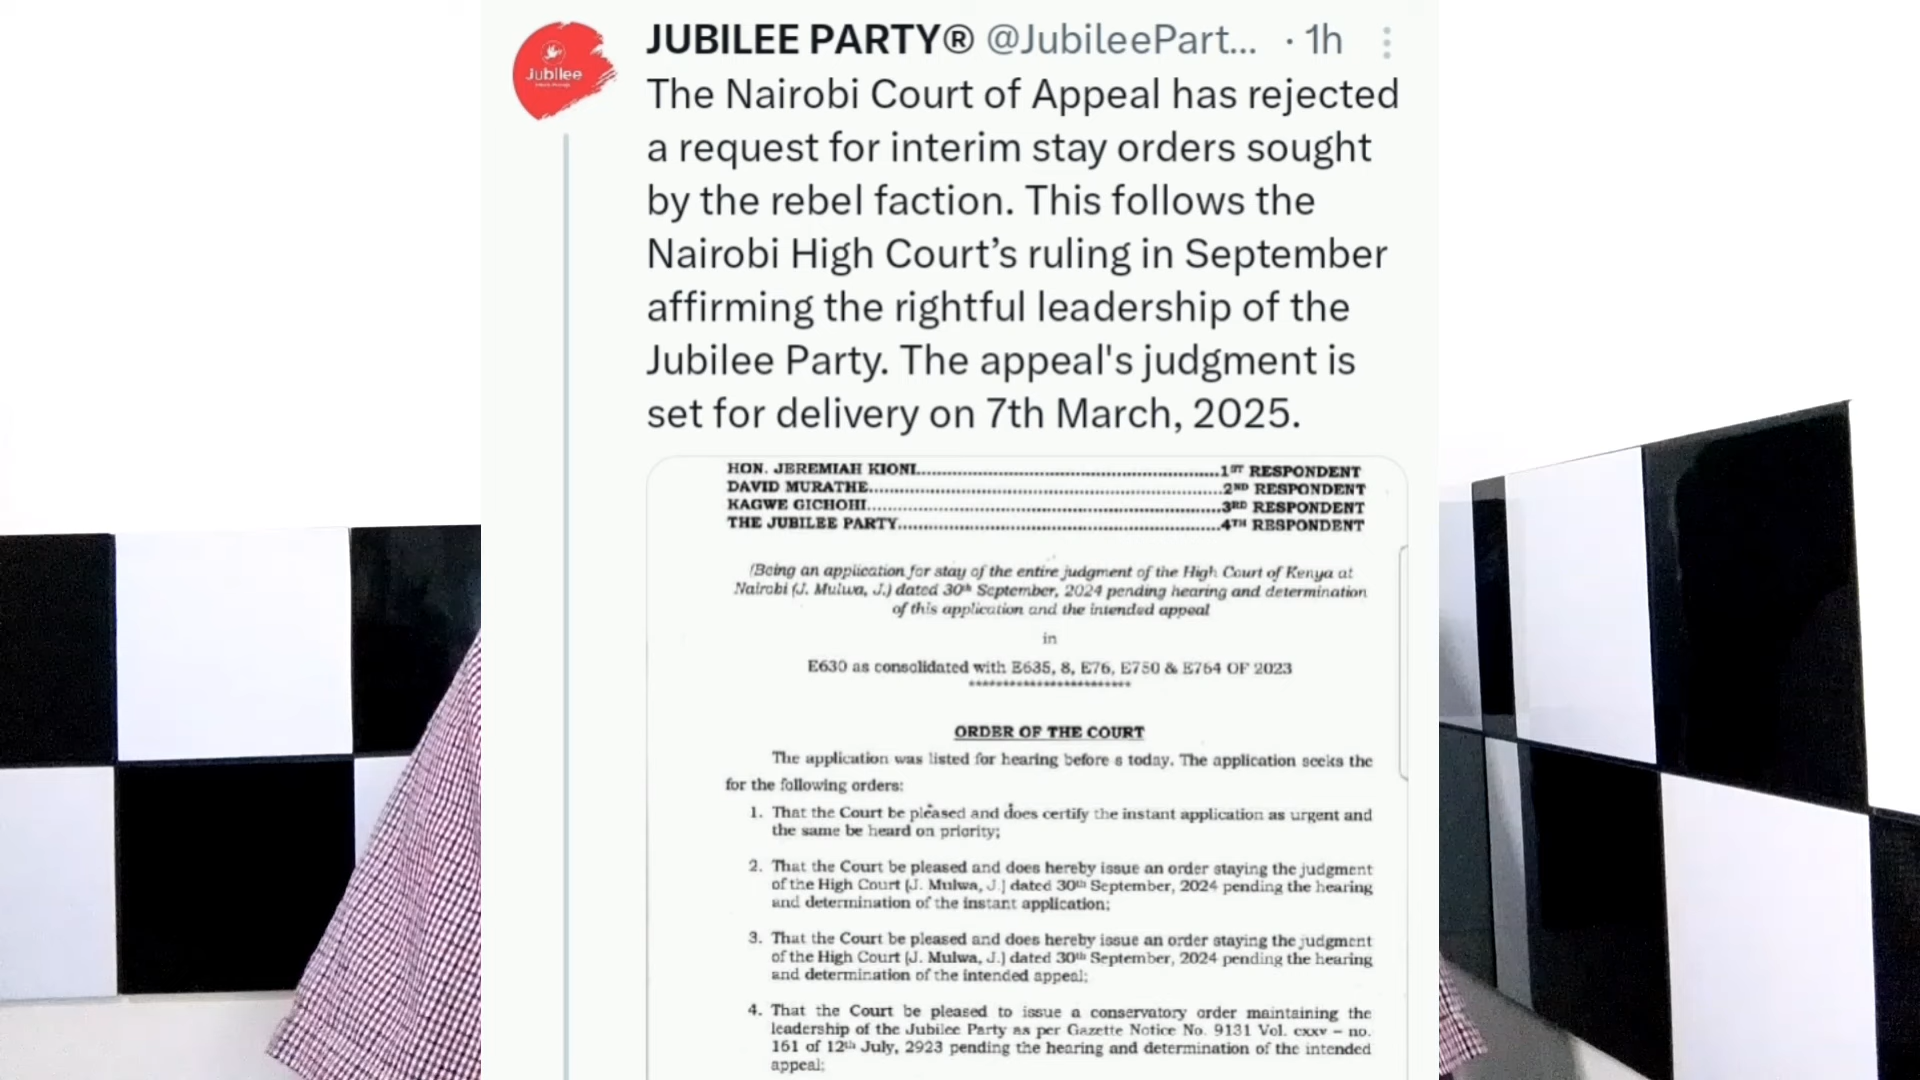 JUBILEE PARTY® @JubileePart... · 1h
Jubilee
The Nairobi Court of Appeal has rejected
a request for interim stay orders sought
by the rebel faction. This follows the
Nairobi High Court’s ruling in September
affirming the rightful leadership of the
Jubilee Party. The appeal's judgment is
set for delivery on 7th March, 2025.
HON. JEREMIAH KIONI..........1ST RESPONDENT
DAVID MURATHE..........2ND RESPONDENT
KAGWE GICHOHI..........3RD RESPONDENT
THE JUBILEE PARTY..........4TH RESPONDENT
(Being an application for stay of the entire judgment of the High Court of Kenya at
Nairobi (J. Mulwa, J.) dated 30th September, 2024 pending hearing and determination
of this application and the intended appeal
in
E630 as consolidated with E635, 8, E76, E750 & E764 OF 2023
***********************
ORDER OF THE COURT
The application was listed for hearing before s today. The application seeks the
for the following orders:
1. That the Court be pleased and does certify the instant application as urgent and
the same be heard on priority;
2. That the Court be pleased and does hereby issue an order staying the judgment
of the High Court (J. Mulwa, J.) dated 30th September, 2024 pending the hearing
and determination of the instant application;
3. That the Court be pleased and does hereby issue an order staying the judgment
of the High Court (J. Mulwa, J.) dated 30th September, 2024 pending the hearing
and determination of the intended appeal;
4. That the Court be pleased to issue a conservatory order maintaining the
leadership of the Jubilee Party as per Gazette Notice No. 9131 Vol. cxxv – no.
161 of 12th July, 2923 pending the hearing and determination of the intended
appeal;